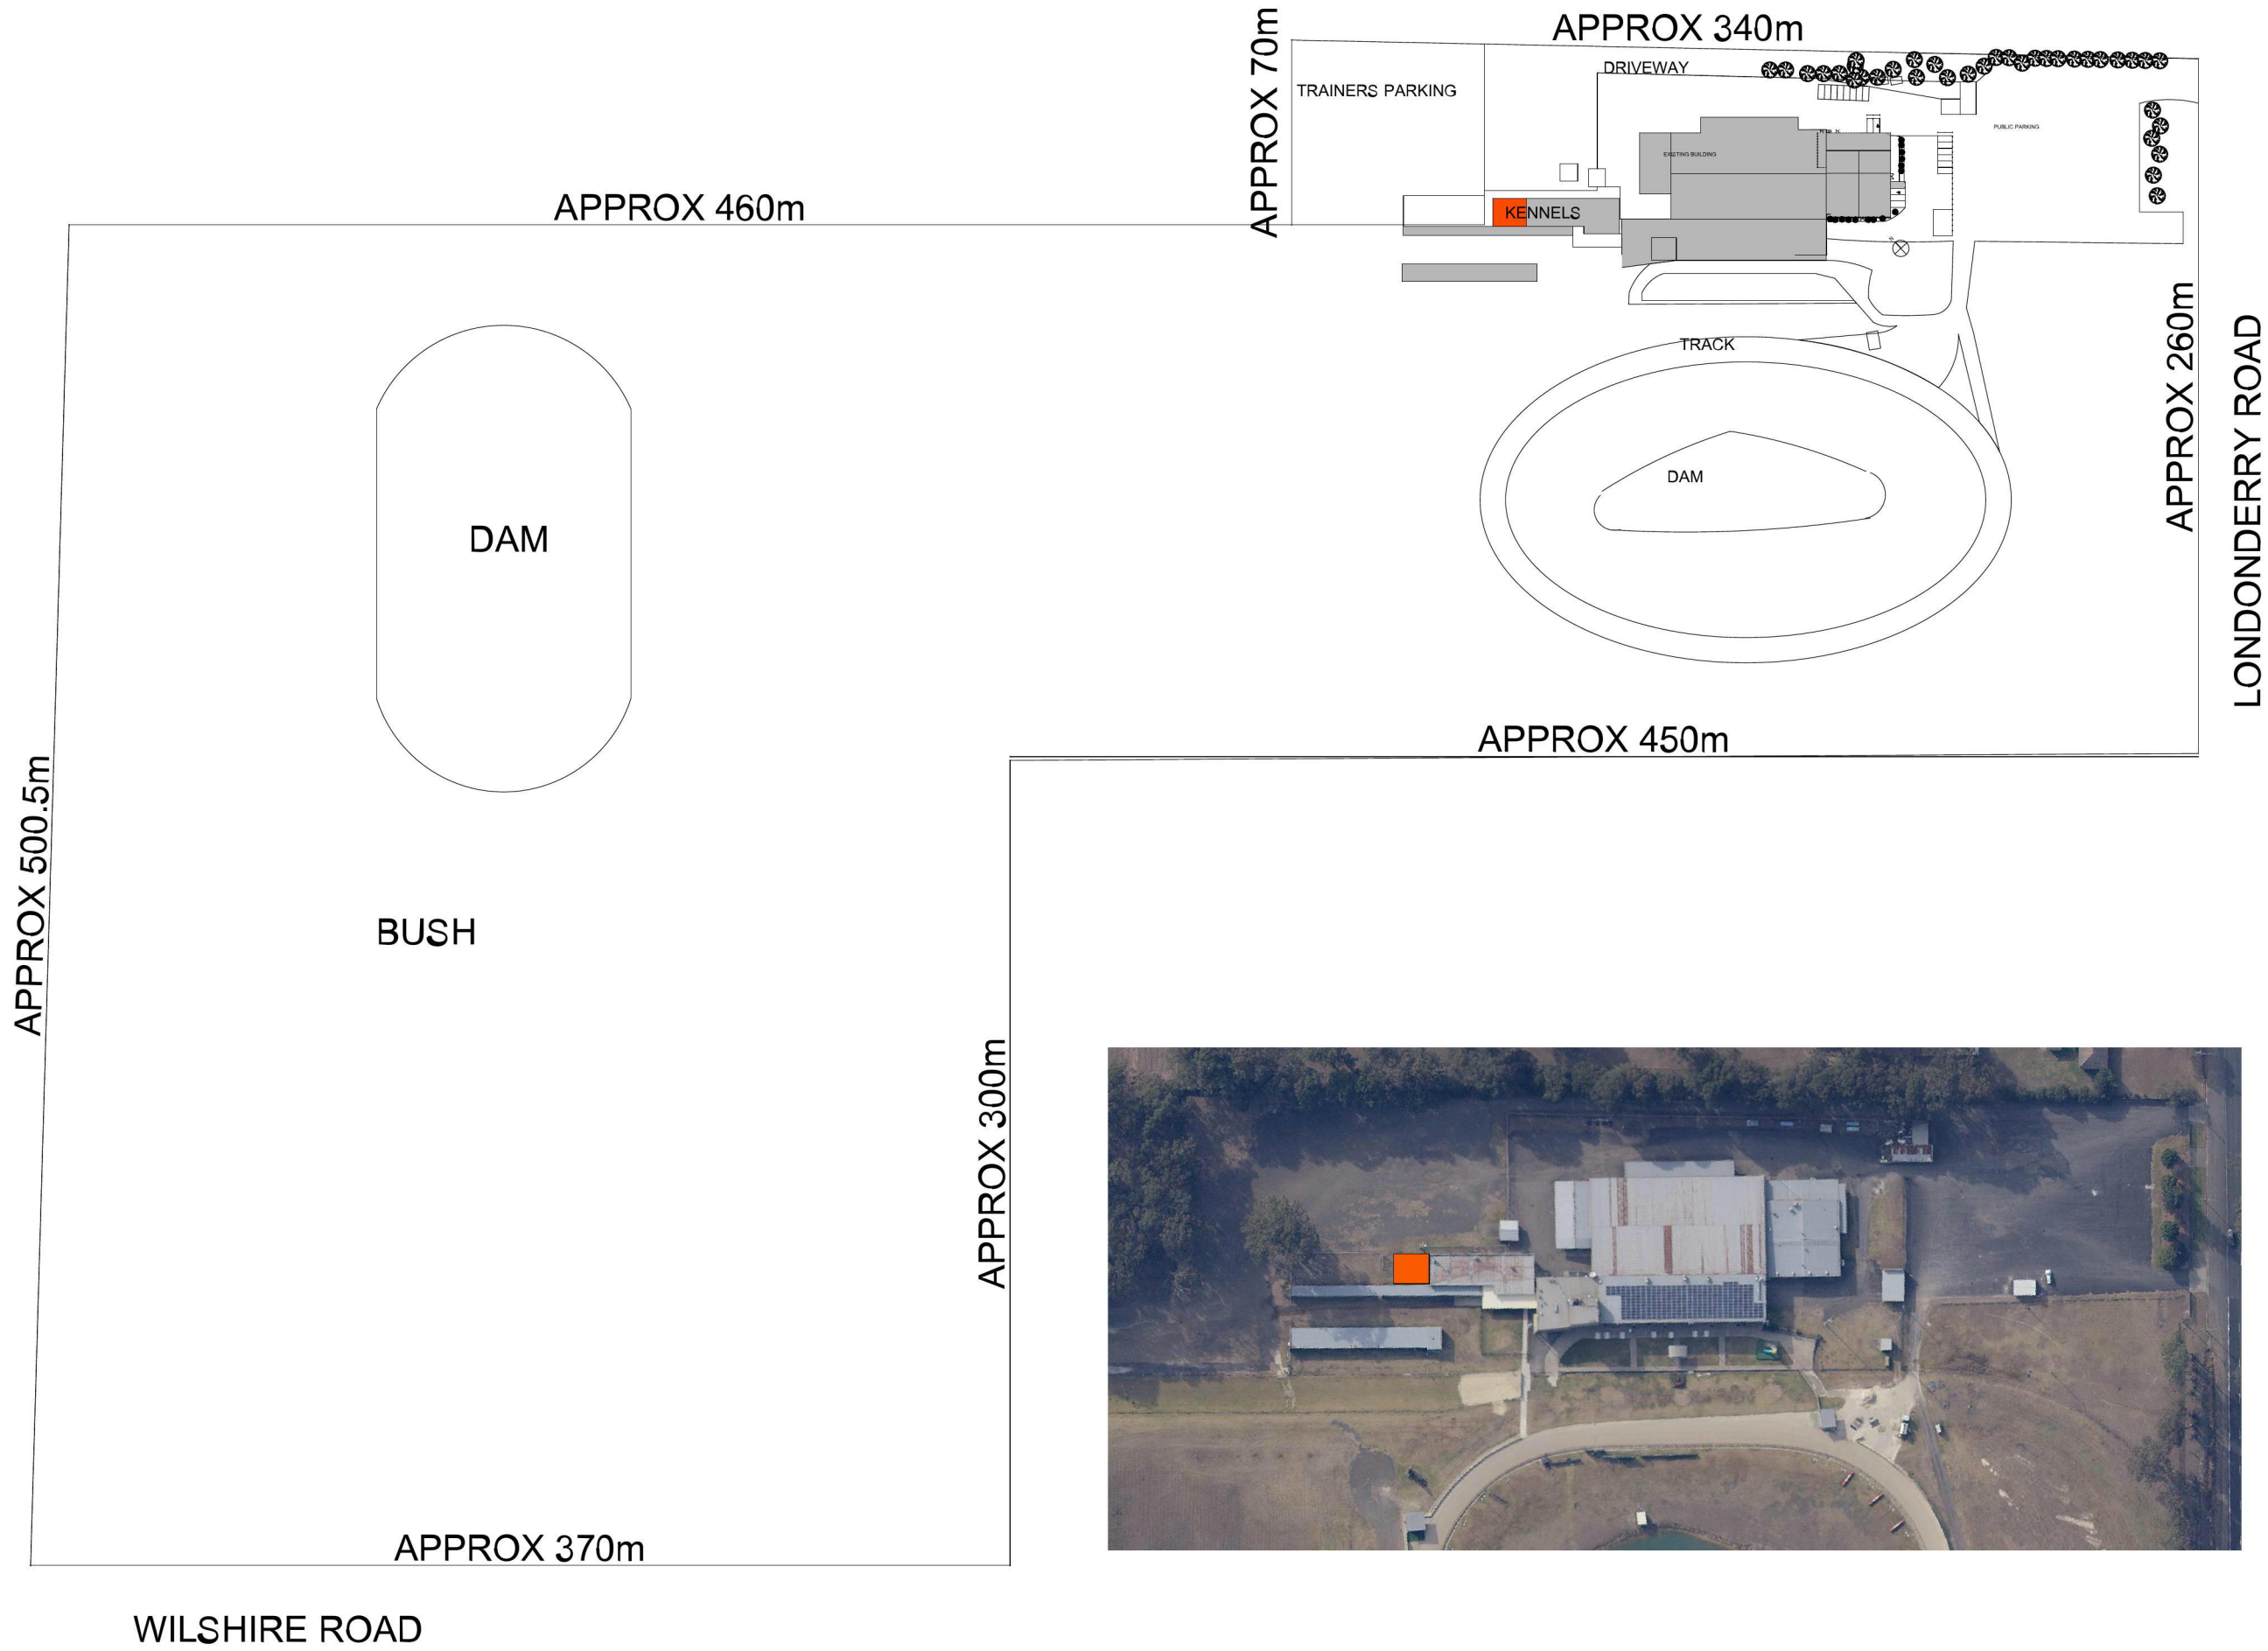 APPROX 340m
APPROX 70m
DRIVEWAY
TRAINERS PARKING
PUBLIC PARKING
EXISTING BUILDING
APPROX 460m
KENNELS
APPROX 260m
LONDONDERRY ROAD
TRACK
DAM
DAM
APPROX 450m
APPROX 500.5m
BUSH
APPROX 300m
APPROX 370m
WILSHIRE ROAD